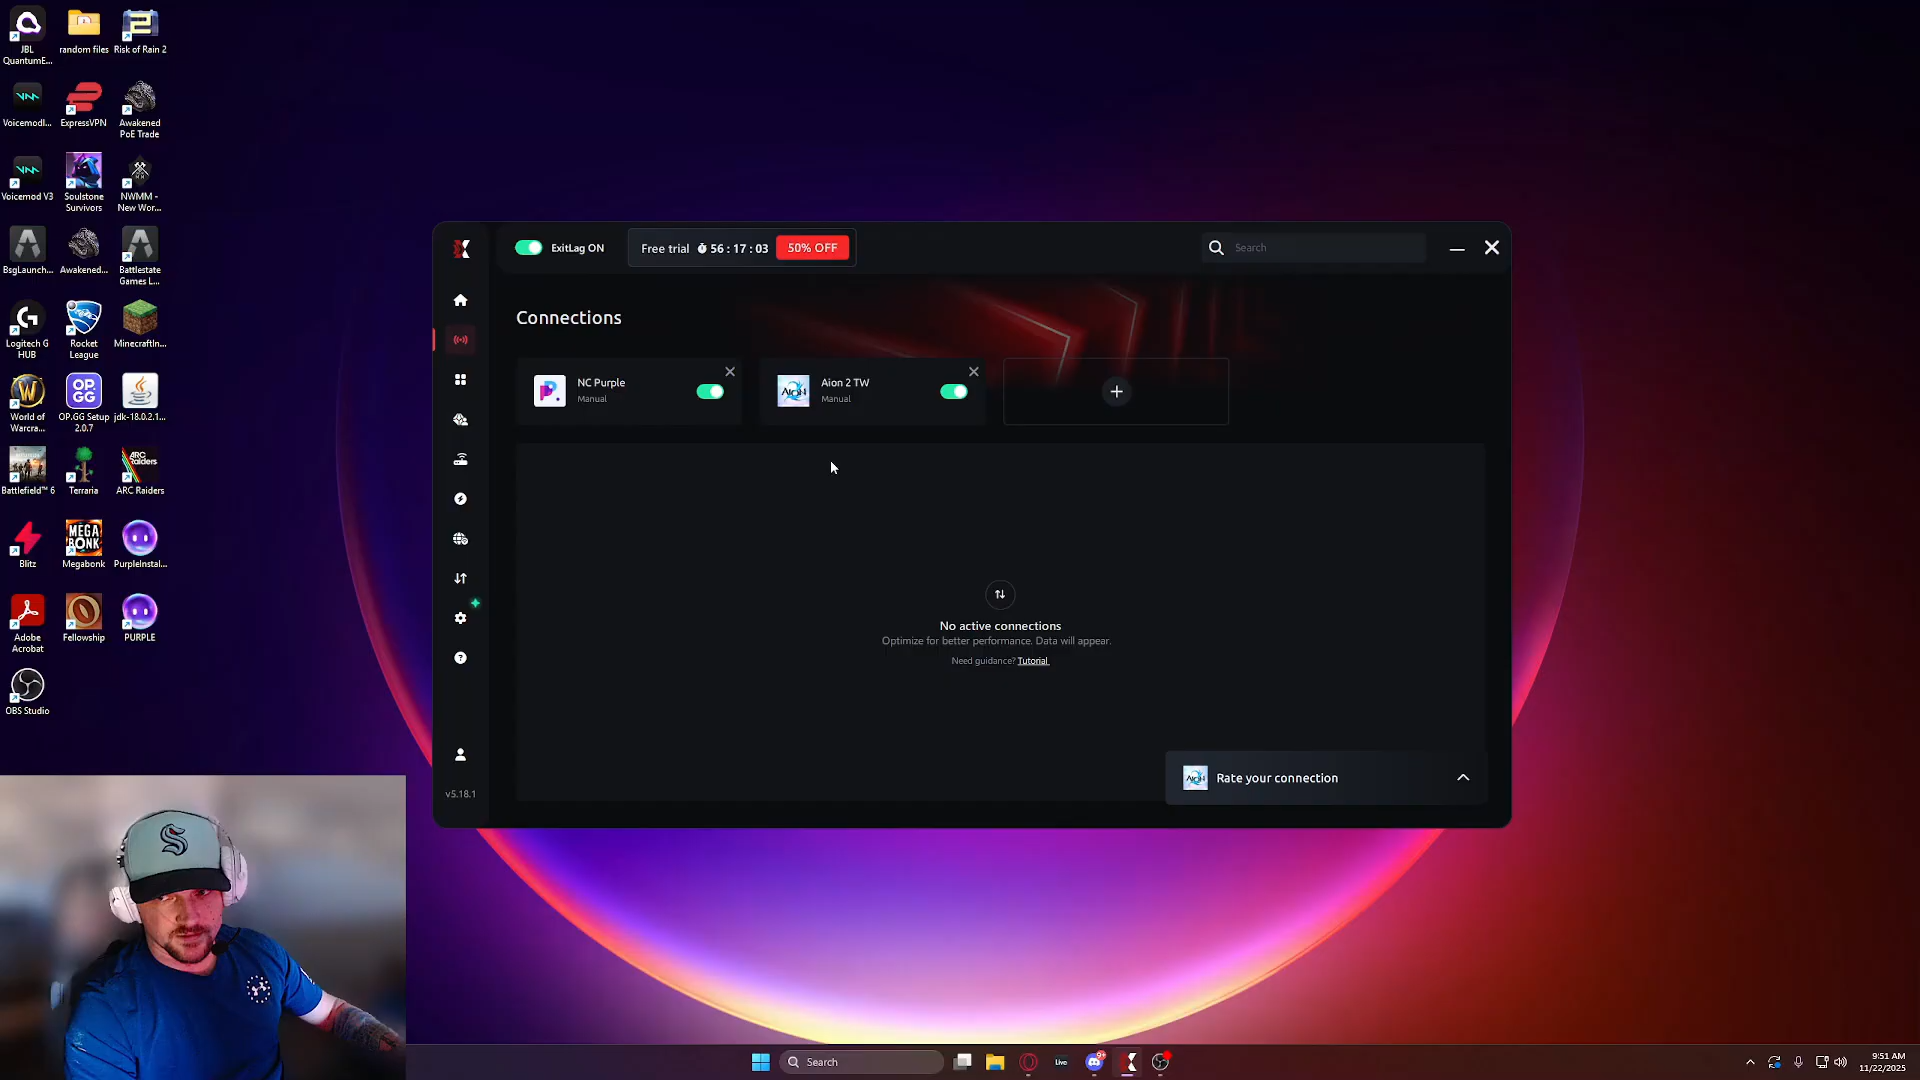 JBL
QuantumE...
random files
Risk of Rain 2
VoicemodI...
ExpressVPN
Awakened
PoE Trade
Voicemod V3
Soulstone
Survivors
NWMM -
New Wor...
BsgLaunch...
Awakened...
Battlestate
Games L...
Logitech G
HUB
Rocket
League
MinecraftIn...
World of
Warcra...
OP.GG Setup
2.0.7
jdk-18.0.2.1...
Battlefield™ 6
Terraria
ARC Raiders
Blitz
Megabonk
PurpleInstal...
Adobe
Acrobat
Fellowship
PURPLE
OBS Studio
ExitLag ON
Free trial 56 : 17 : 03
50% OFF
Search
Connections
NC Purple
Manual
Aion 2 TW
Manual
No active connections
Optimize for better performance. Data will appear.
Need guidance? Tutorial
Rate your connection
v5.18.1
Search
Live
9:51 AM
11/22/2025